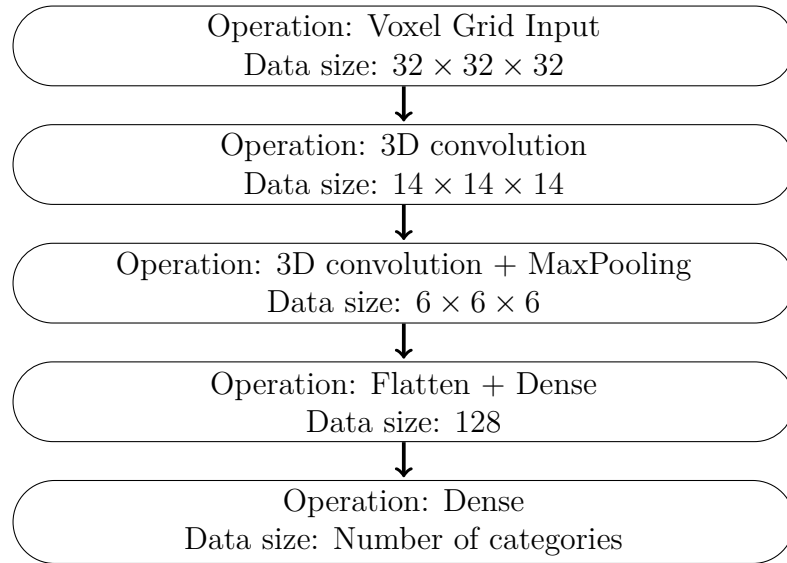 Operation: Voxel Grid Input
Data size: 32 × 32 × 32
Operation: 3D convolution
Data size: 14 × 14 × 14
Operation: 3D convolution + MaxPooling
Data size: 6 × 6 × 6
Operation: Flatten + Dense
Data size: 128
Operation: Dense
Data size: Number of categories